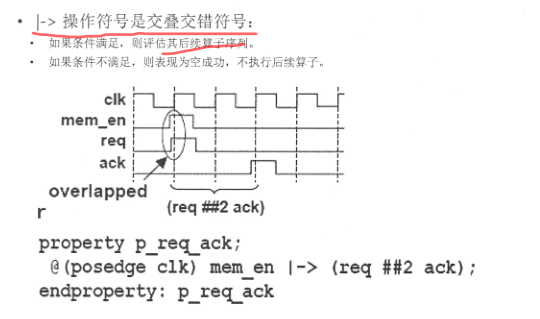 • |-> 操作符号是交叠交错符号：
• 如果条件满足，则评估其后续算子序列。
• 如果条件不满足，则表现为空成功，不执行后续算子。
clk
mem_en
req
ack
overlapped
r
(req ##2 ack)
property p_req_ack;
@(posedge clk) mem_en |-> (req ##2 ack);
endproperty: p_req_ack